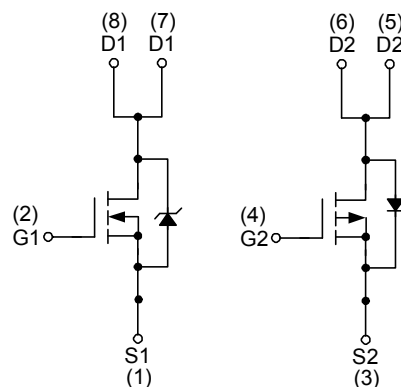 (8) (7) (6) (5)
D1 D1 D2 D2
(2) (4)
G1 G2
S1 S2
(1) (3)